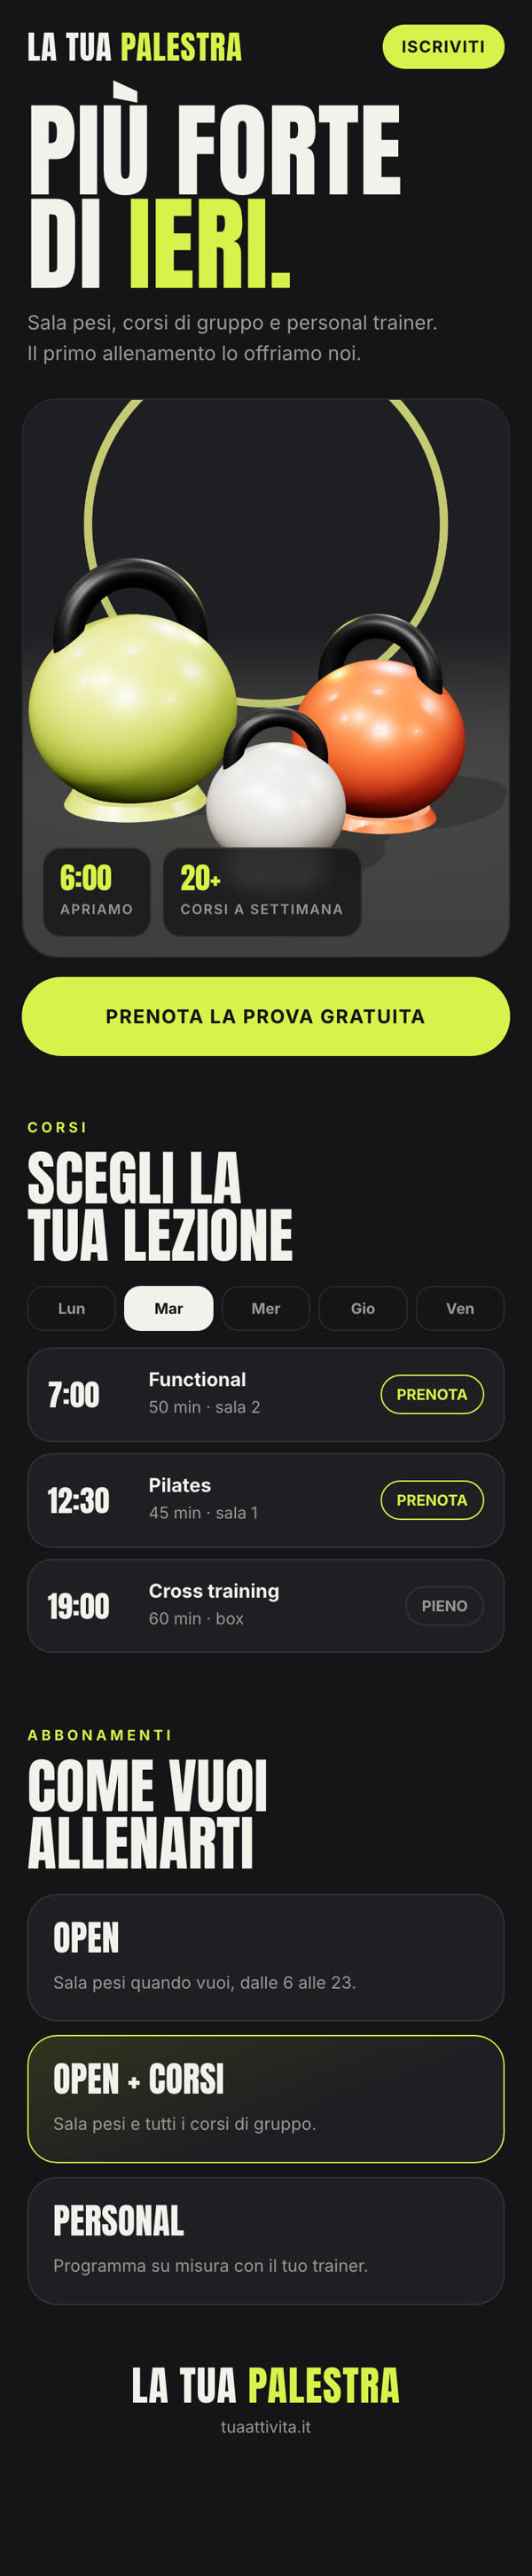 LA TUA PALESTRA
ISCRIVITI
PIÙ FORTE
DI IERI.
Sala pesi, corsi di gruppo e personal trainer.
Il primo allenamento lo offriamo noi.
6:00
APRIAMO
20+
CORSI A SETTIMANA
PRENOTA LA PROVA GRATUITA
CORSI
SCEGLI LA
TUA LEZIONE
Lun Mar Mer Gio Ven
7:00
Functional
50 min · sala 2
PRENOTA
12:30
Pilates
45 min · sala 1
PRENOTA
19:00
Cross training
60 min · box
PIENO
ABBONAMENTI
COME VUOI
ALLENARTI
OPEN
Sala pesi quando vuoi, dalle 6 alle 23.
OPEN + CORSI
Sala pesi e tutti i corsi di gruppo.
PERSONAL
Programma su misura con il tuo trainer.
LA TUA PALESTRA
tuaattivita.it